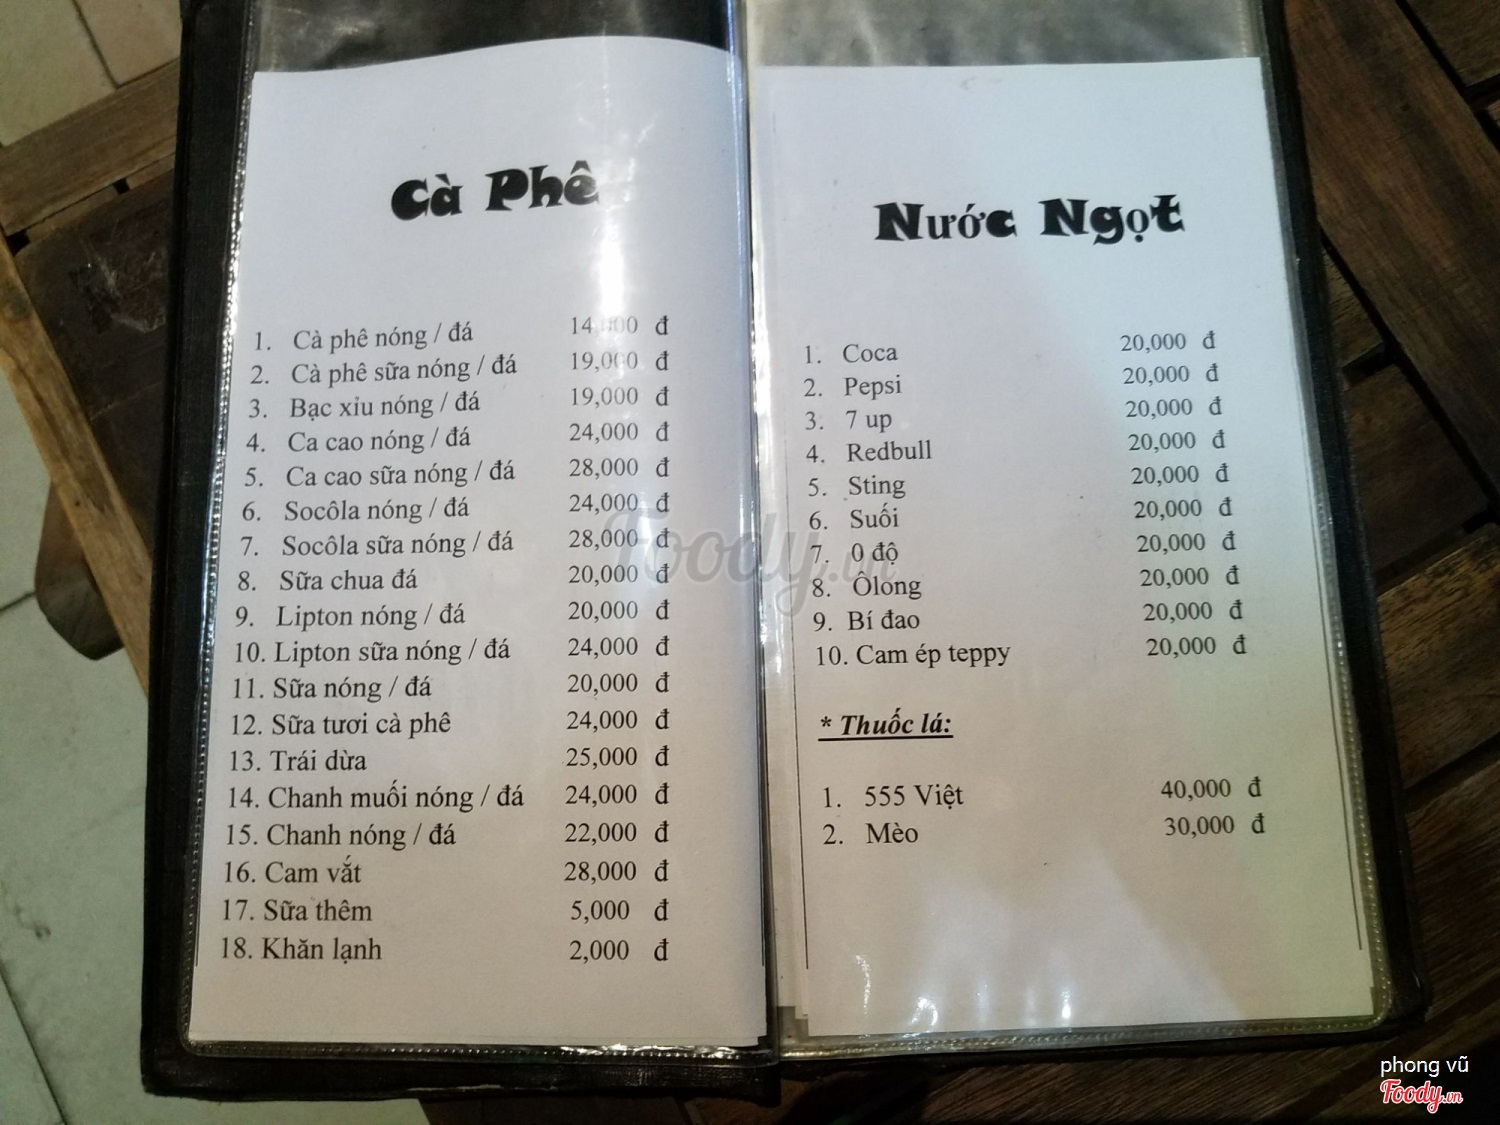 Cà Phê
1. Cà phê nóng / đá 14,000 đ
2. Cà phê sữa nóng / đá 19,000 đ
3. Bạc xỉu nóng / đá 19,000 đ
4. Ca cao nóng / đá 24,000 đ
5. Ca cao sữa nóng / đá 28,000 đ
6. Socôla nóng / đá 24,000 đ
7. Socôla sữa nóng / đá 28,000 đ
8. Sữa chua đá 20,000 đ
9. Lipton nóng / đá 20,000 đ
10. Lipton sữa nóng / đá 24,000 đ
11. Sữa nóng / đá 20,000 đ
12. Sữa tươi cà phê 24,000 đ
13. Trái dừa 25,000 đ
14. Chanh muối nóng / đá 24,000 đ
15. Chanh nóng / đá 22,000 đ
16. Cam vắt 28,000 đ
17. Sữa thêm 5,000 đ
18. Khăn lạnh 2,000 đ
Nước Ngọt
1. Coca 20,000 đ
2. Pepsi 20,000 đ
3. 7 up 20,000 đ
4. Redbull 20,000 đ
5. Sting 20,000 đ
6. Suối 20,000 đ
7. 0 độ 20,000 đ
8. Ôlong 20,000 đ
9. Bí đao 20,000 đ
10. Cam ép teppy 20,000 đ
* Thuốc lá:
1. 555 Việt 40,000 đ
2. Mèo 30,000 đ
Foody.vn
phong vũ
Foody.vn